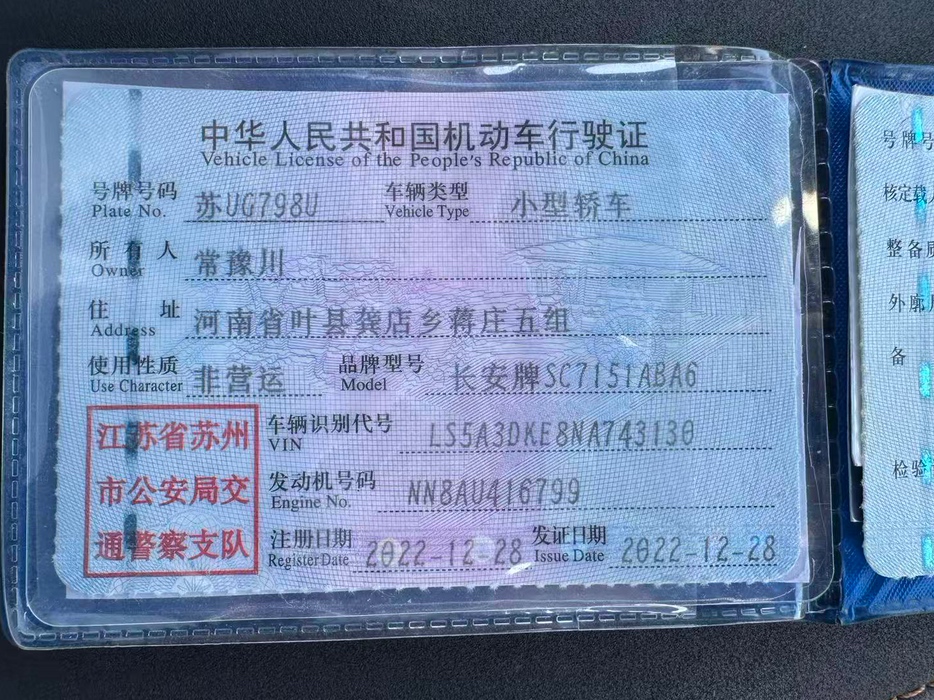 中华人民共和国机动车行驶证
Vehicle License of the People's Republic of China
号牌号码 苏UG798U 车辆类型 小型轿车
Plate No. Vehicle Type
所有人 常豫川
Owner
住址 河南省叶县龚店乡蒋庄五组
Address
使用性质 非营运 品牌型号 长安牌SC7151ABA6
Use Character Model
江苏省苏州
市公安局交
通警察支队
车辆识别代号 LS5A3DKE8NA743130
VIN
发动机号码 NN8AU416799
Engine No.
注册日期 2022-12-28 发证日期 2022-12-28
Register Date Issue Date
号牌号
核定载人
整备质
外廓尺
备
检验